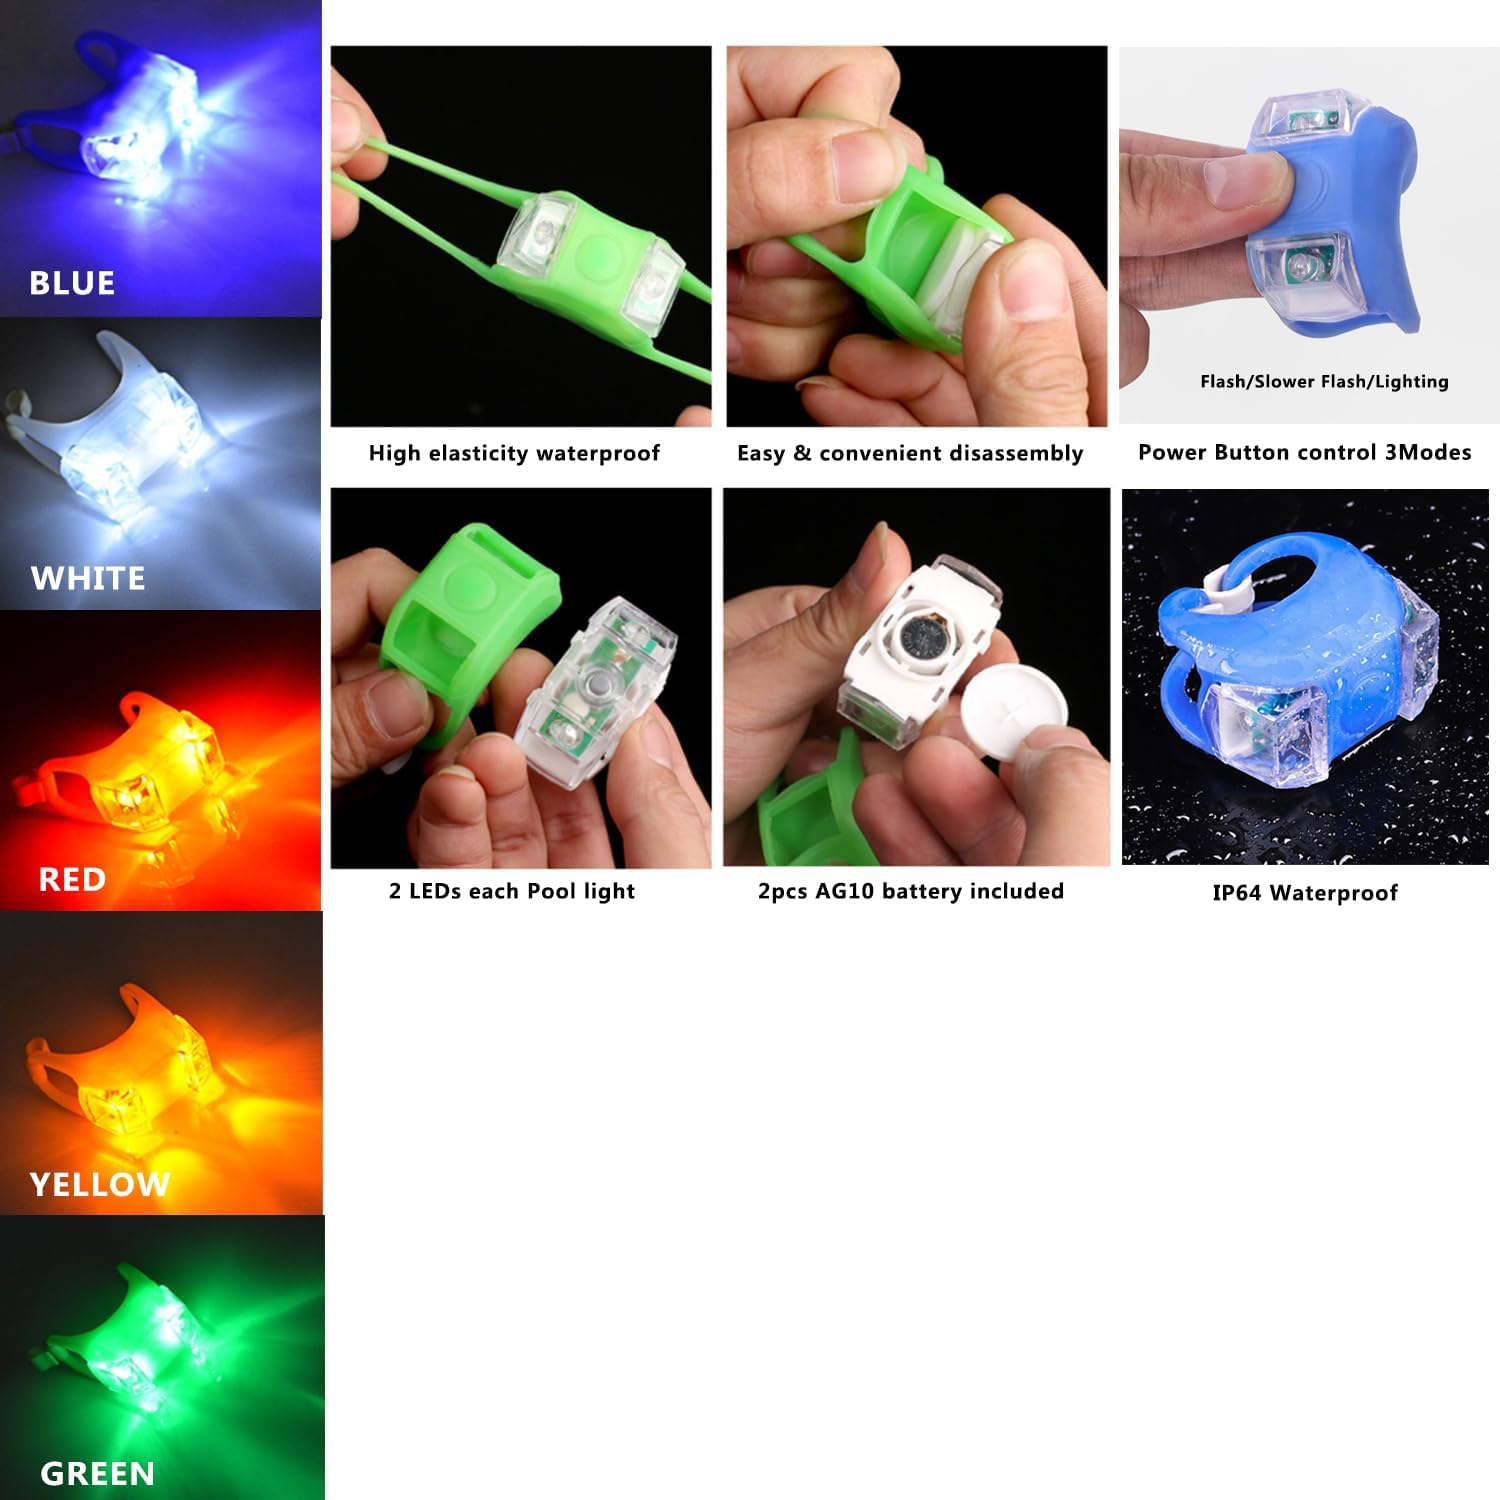 BLUE
WHITE
RED
YELLOW
GREEN
High elasticity waterproof
Easy & convenient disassembly
Flash/Slower Flash/Lighting
Power Button control 3Modes
2 LEDs each Pool light
2pcs AG10 battery included
IP64 Waterproof